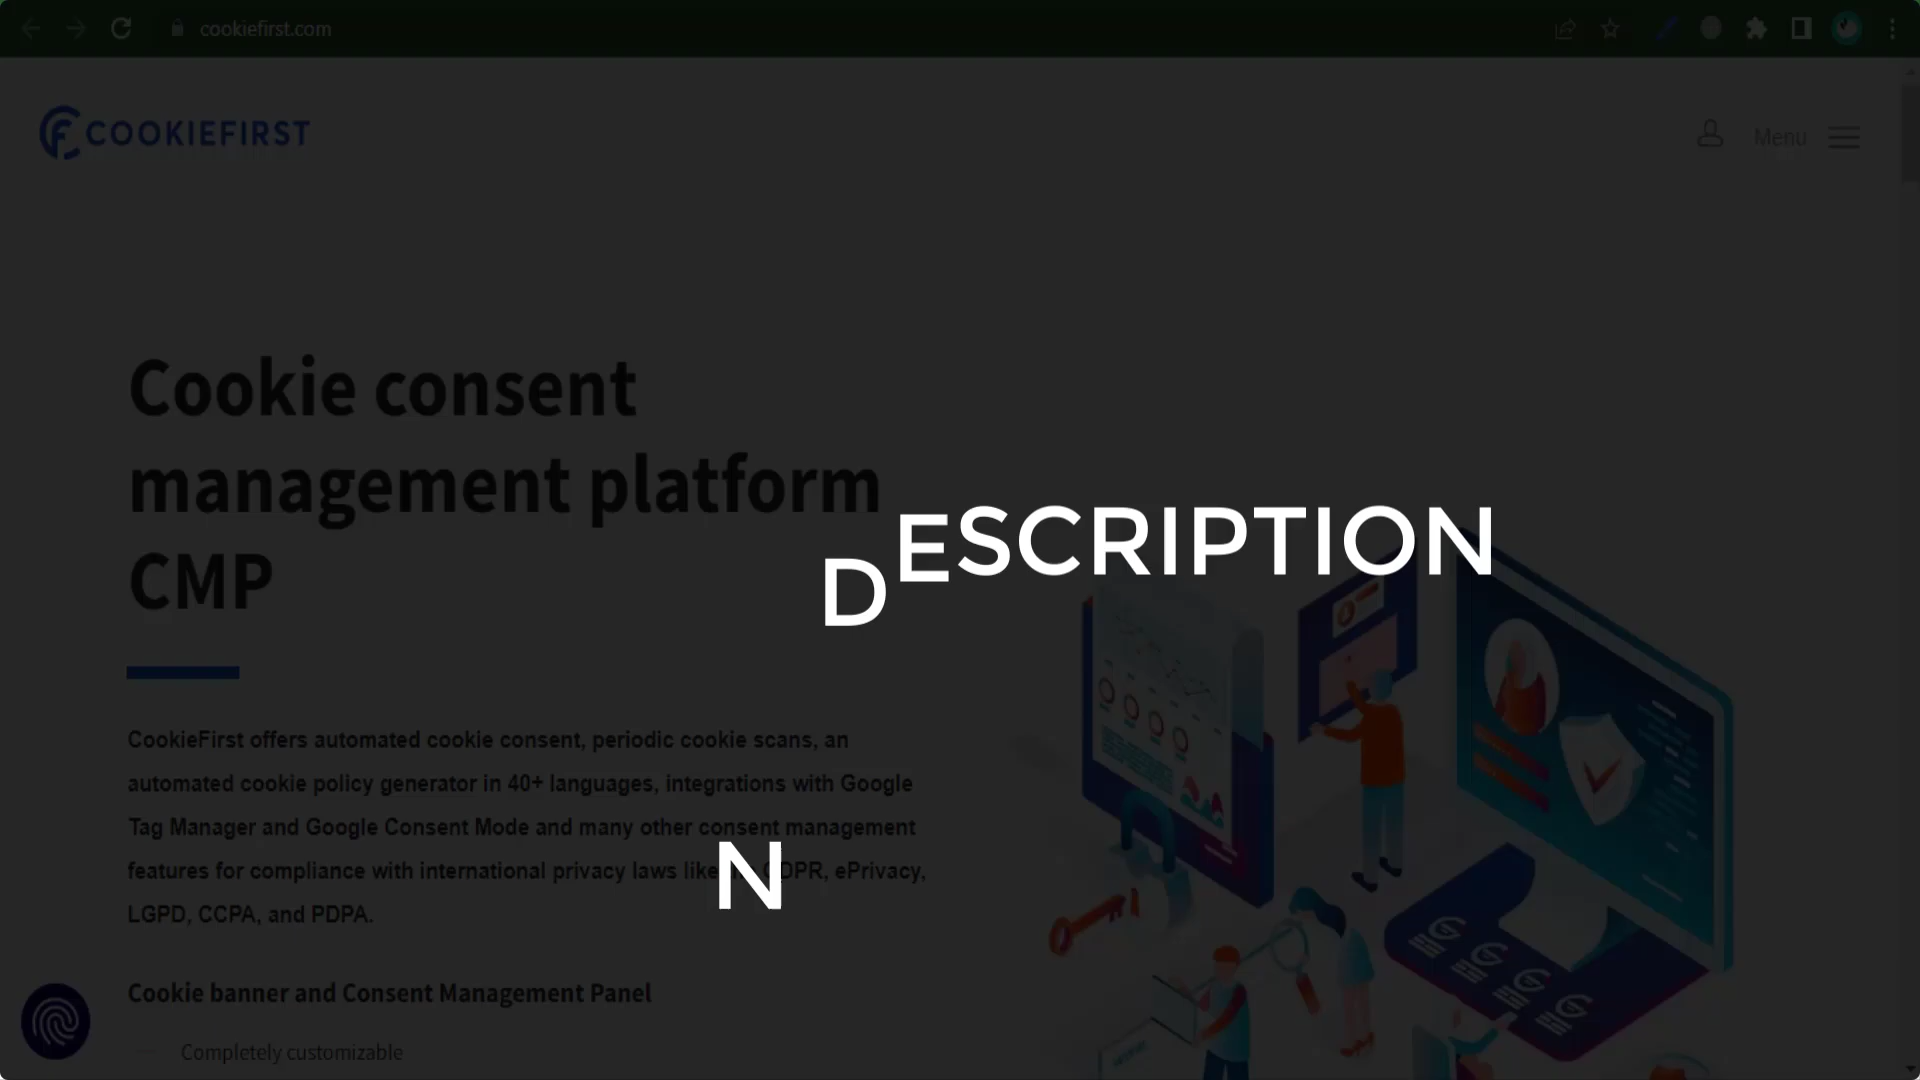 cookiefirst.com
COOKIEFIRST
Menu
Cookie consent
management platform
CMP
DESCRIPTION
N
CookieFirst offers automated cookie consent, periodic cookie scans, an
automated cookie policy generator in 40+ languages, integrations with Google
Tag Manager and Google Consent Mode and many other consent management
features for compliance with international privacy laws like GDPR, ePrivacy,
LGPD, CCPA, and PDPA.
Cookie banner and Consent Management Panel
Completely customizable